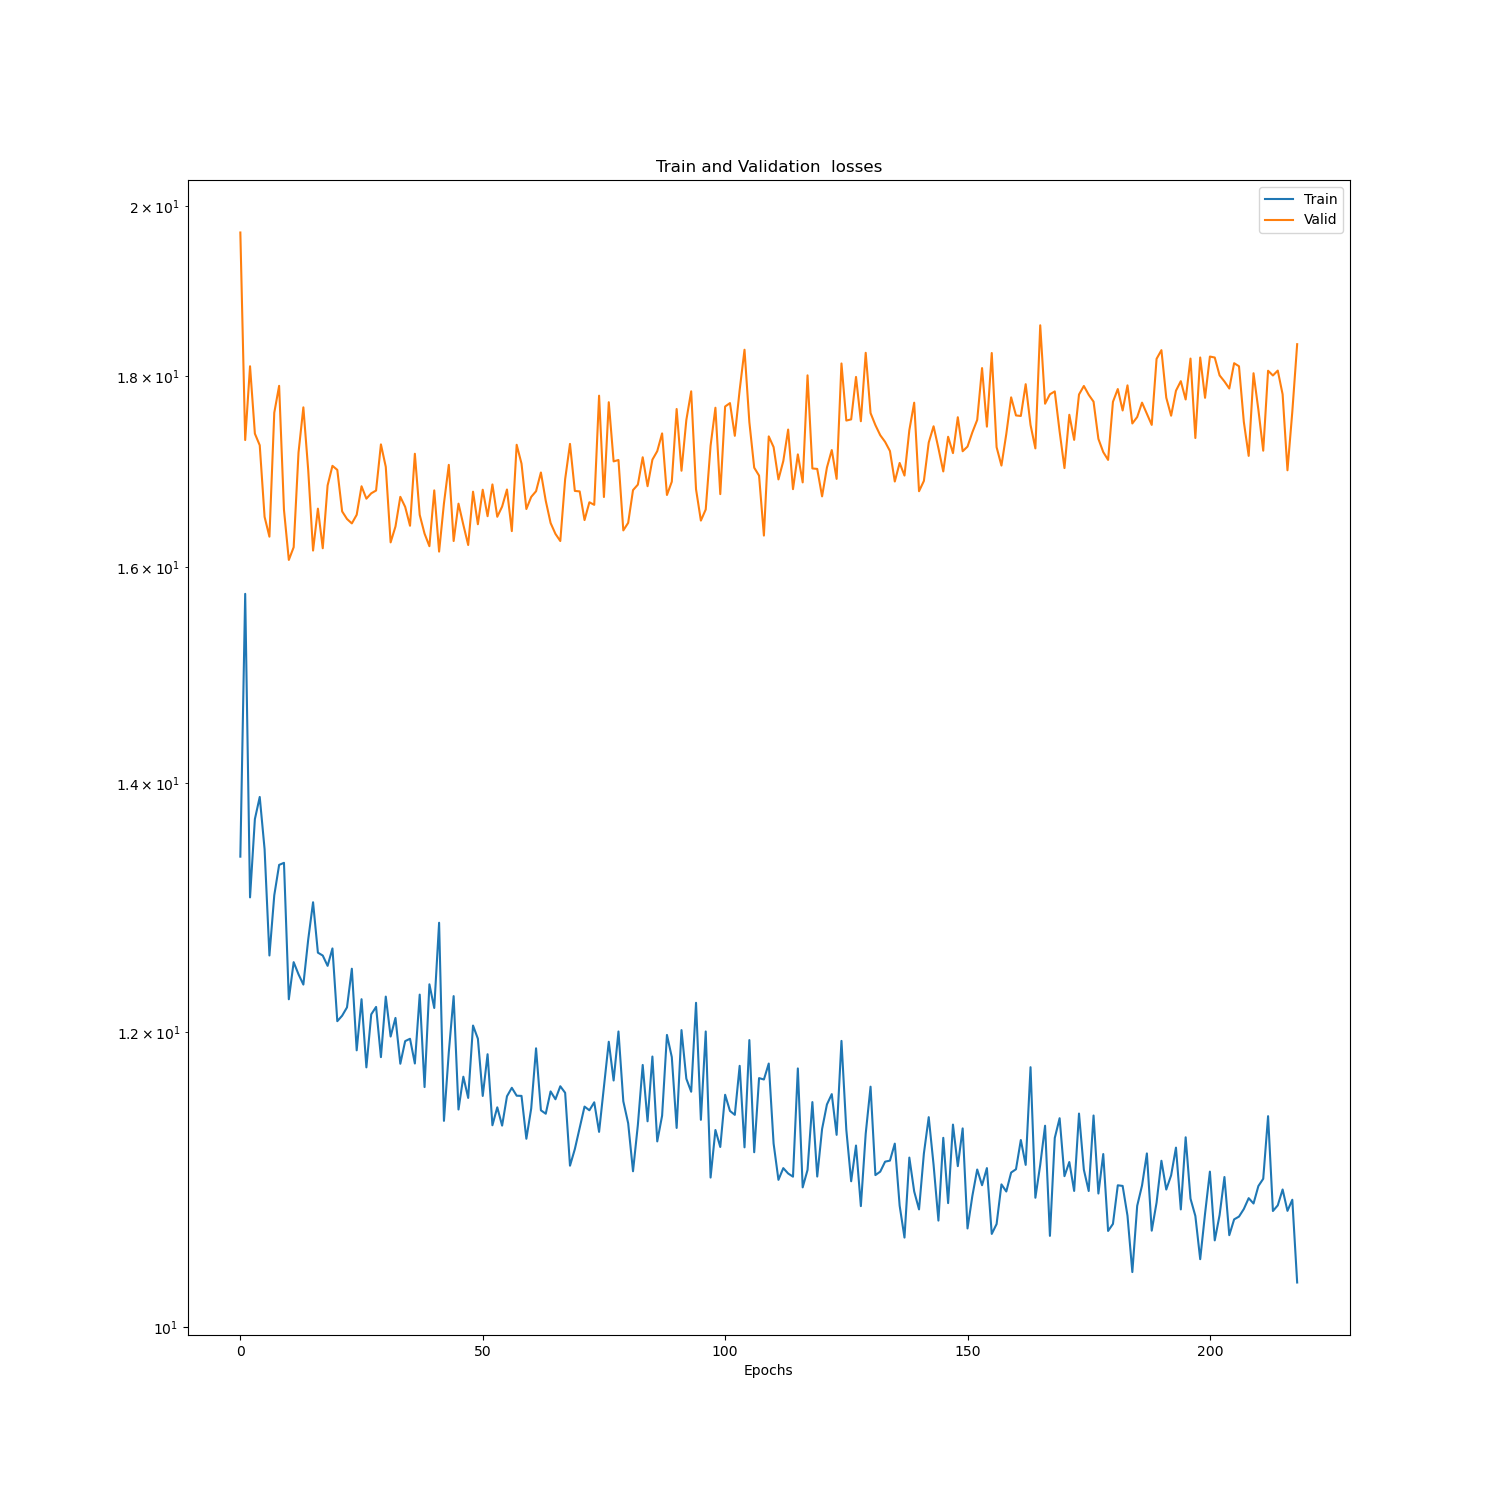 Train and Validation  losses
Train
Valid
2 × 10¹
1.8 × 10¹
1.6 × 10¹
1.4 × 10¹
1.2 × 10¹
10¹
0 50 100 150 200
Epochs